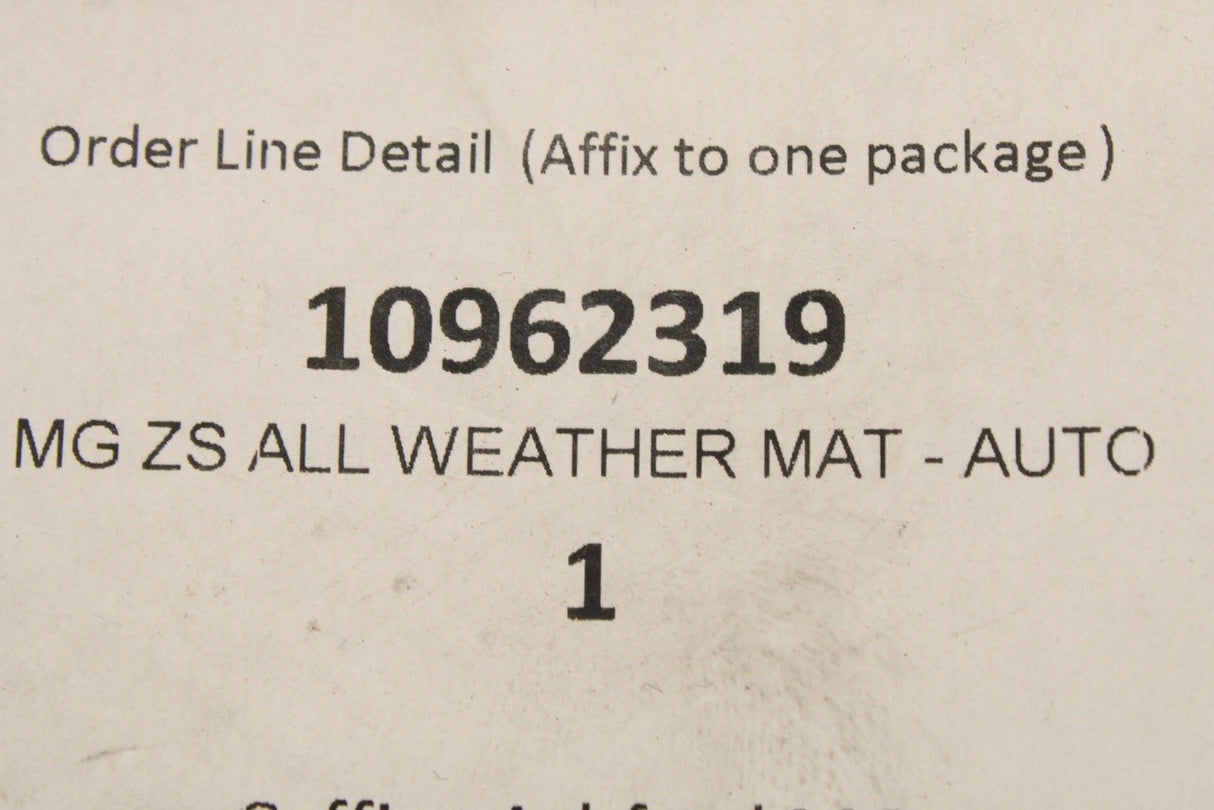 Order Line Detail (Affix to one package)
10962319
MG ZS ALL WEATHER MAT - AUTO
1